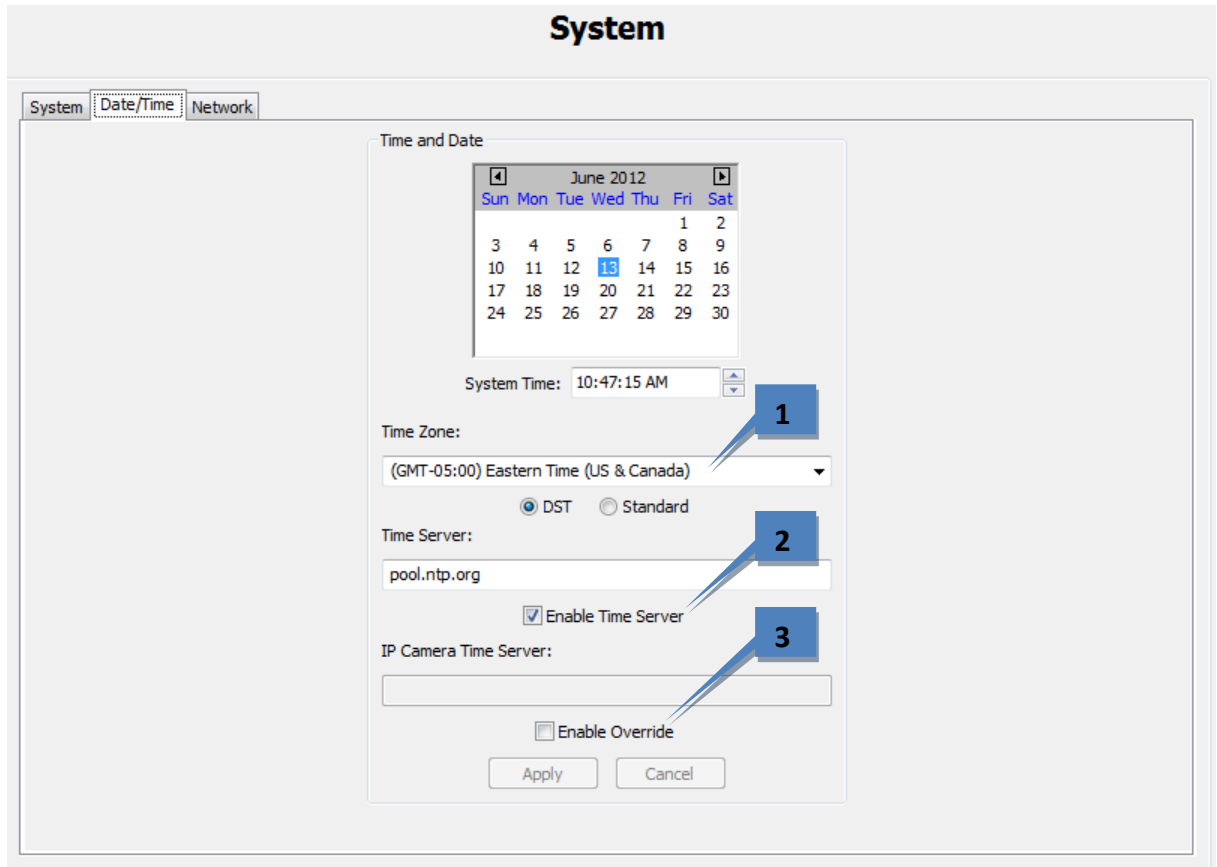 System
System Date/Time Network
Time and Date
June 2012
Sun Mon Tue Wed Thu Fri Sat
1 2
3 4 5 6 7 8 9
10 11 12 13 14 15 16
17 18 19 20 21 22 23
24 25 26 27 28 29 30
System Time: 10:47:15 AM
1
Time Zone:
(GMT-05:00) Eastern Time (US & Canada)
DST Standard
Time Server:
2
pool.ntp.org
Enable Time Server
3
IP Camera Time Server:
Enable Override
Apply Cancel